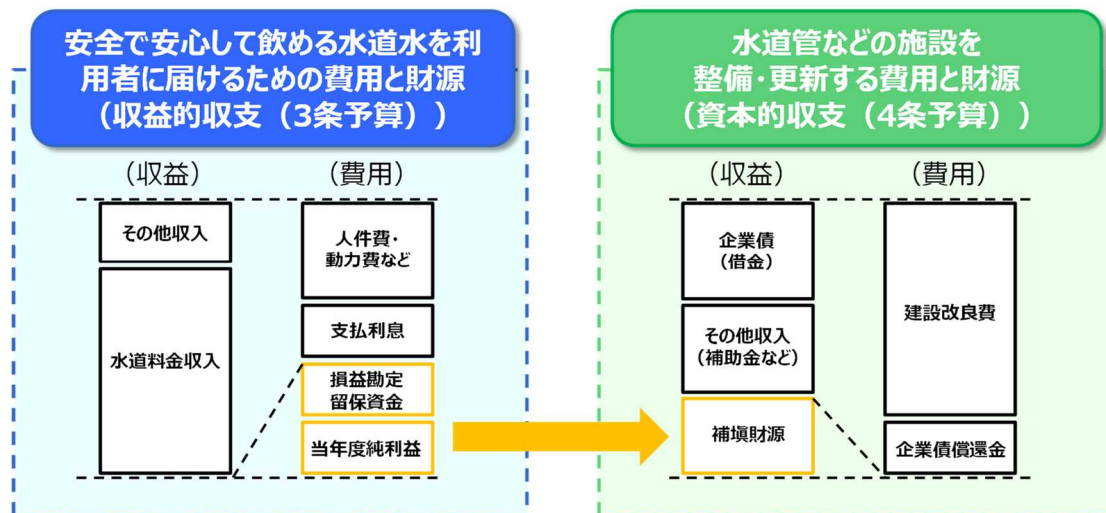 安全で安心して飲める水道水を利
用者に届けるための費用と財源
（収益的収支（3条予算））
（収益）
（費用）
その他収入
水道料金収入
人件費・
動力費など
支払利息
損益勘定
留保資金
当年度純利益
水道管などの施設を
整備・更新する費用と財源
（資本的収支（4条予算））
（収益）
（費用）
企業債
（借金）
その他収入
（補助金など）
補塡財源
建設改良費
企業債償還金